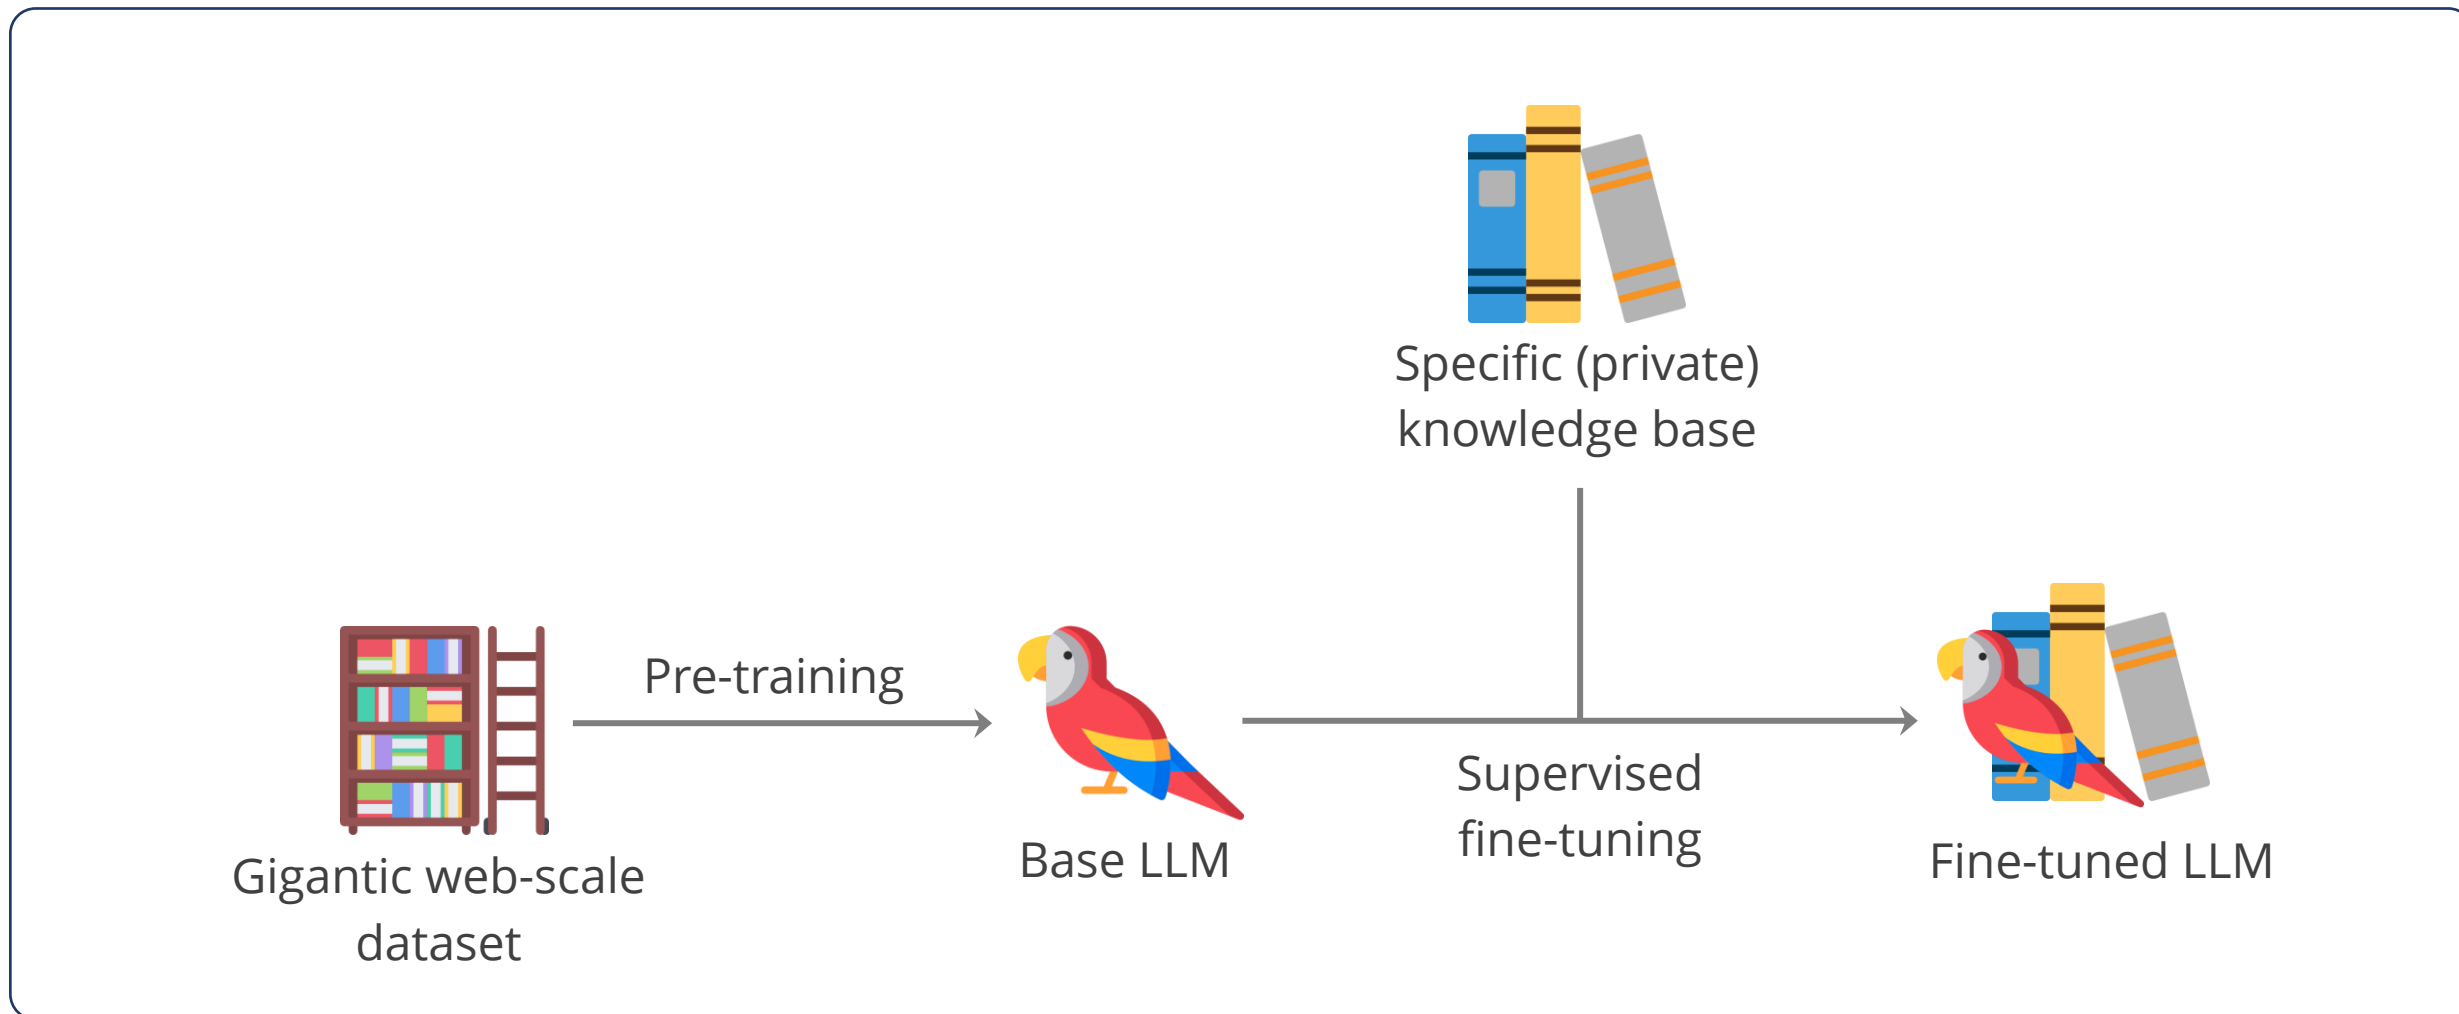 Specific (private)
knowledge base
Pre-training
Supervised
fine-tuning
Gigantic web-scale
dataset
Base LLM
Fine-tuned LLM